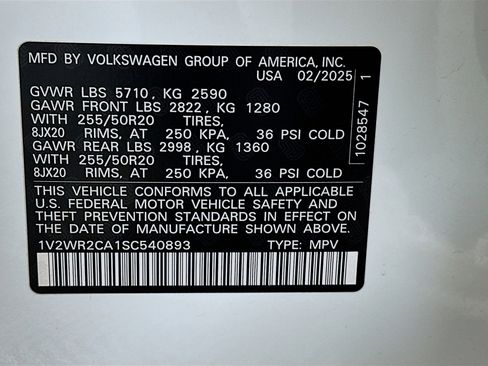 MFD BY VOLKSWAGEN GROUP OF AMERICA, INC.
USA 02/2025
GVWR LBS 5710, KG 2590
GAWR FRONT LBS 2822, KG 1280
WITH 255/50R20 TIRES,
8JX20 RIMS, AT 250 KPA, 36 PSI COLD
GAWR REAR LBS 2998, KG 1360
WITH 255/50R20 TIRES,
8JX20 RIMS, AT 250 KPA, 36 PSI COLD
THIS VEHICLE CONFORMS TO ALL APPLICABLE
U.S. FEDERAL MOTOR VEHICLE SAFETY AND
THEFT PREVENTION STANDARDS IN EFFECT ON
THE DATE OF MANUFACTURE SHOWN ABOVE.
1V2WR2CA1SC540893 TYPE: MPV
1028547 1